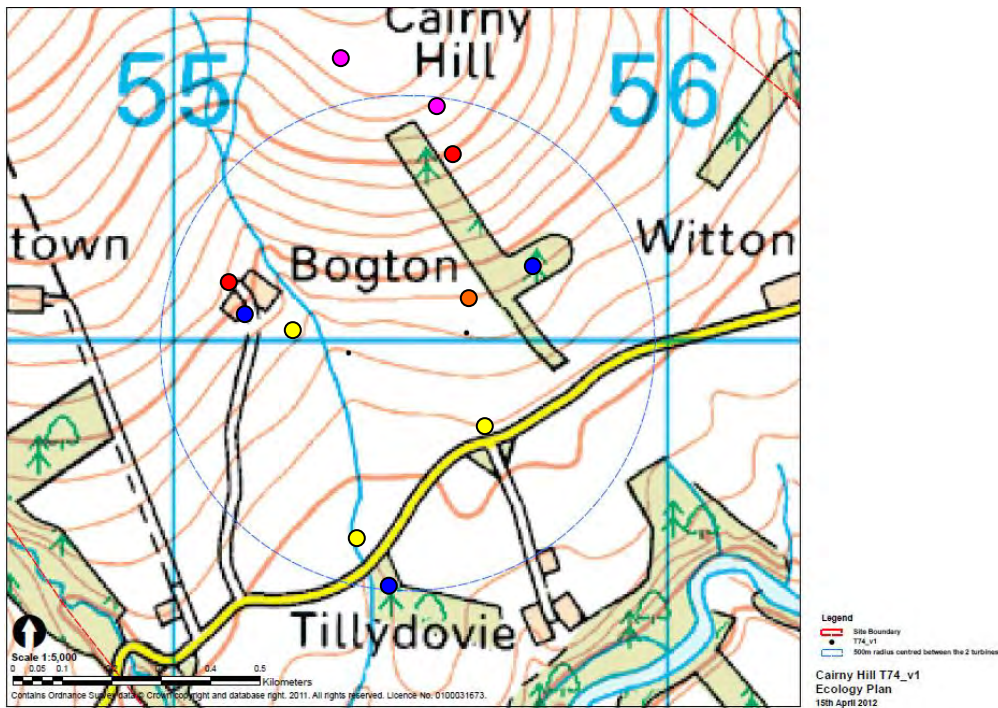 Cairny
Hill
55
56
town
Bogton
Witton
Tillydovie
Scale 1:5,000
0 0.05 0.1 0.2 0.3 0.4 0.5
Kilometers
Contains Ordnance Survey data © Crown copyright and database right. 2011. All rights reserved. Licence No. 0100031673.
Legend
Site Boundary
T74_v1
500m radius centred between the 2 turbines
Cairny Hill T74_v1
Ecology Plan
15th April 2012